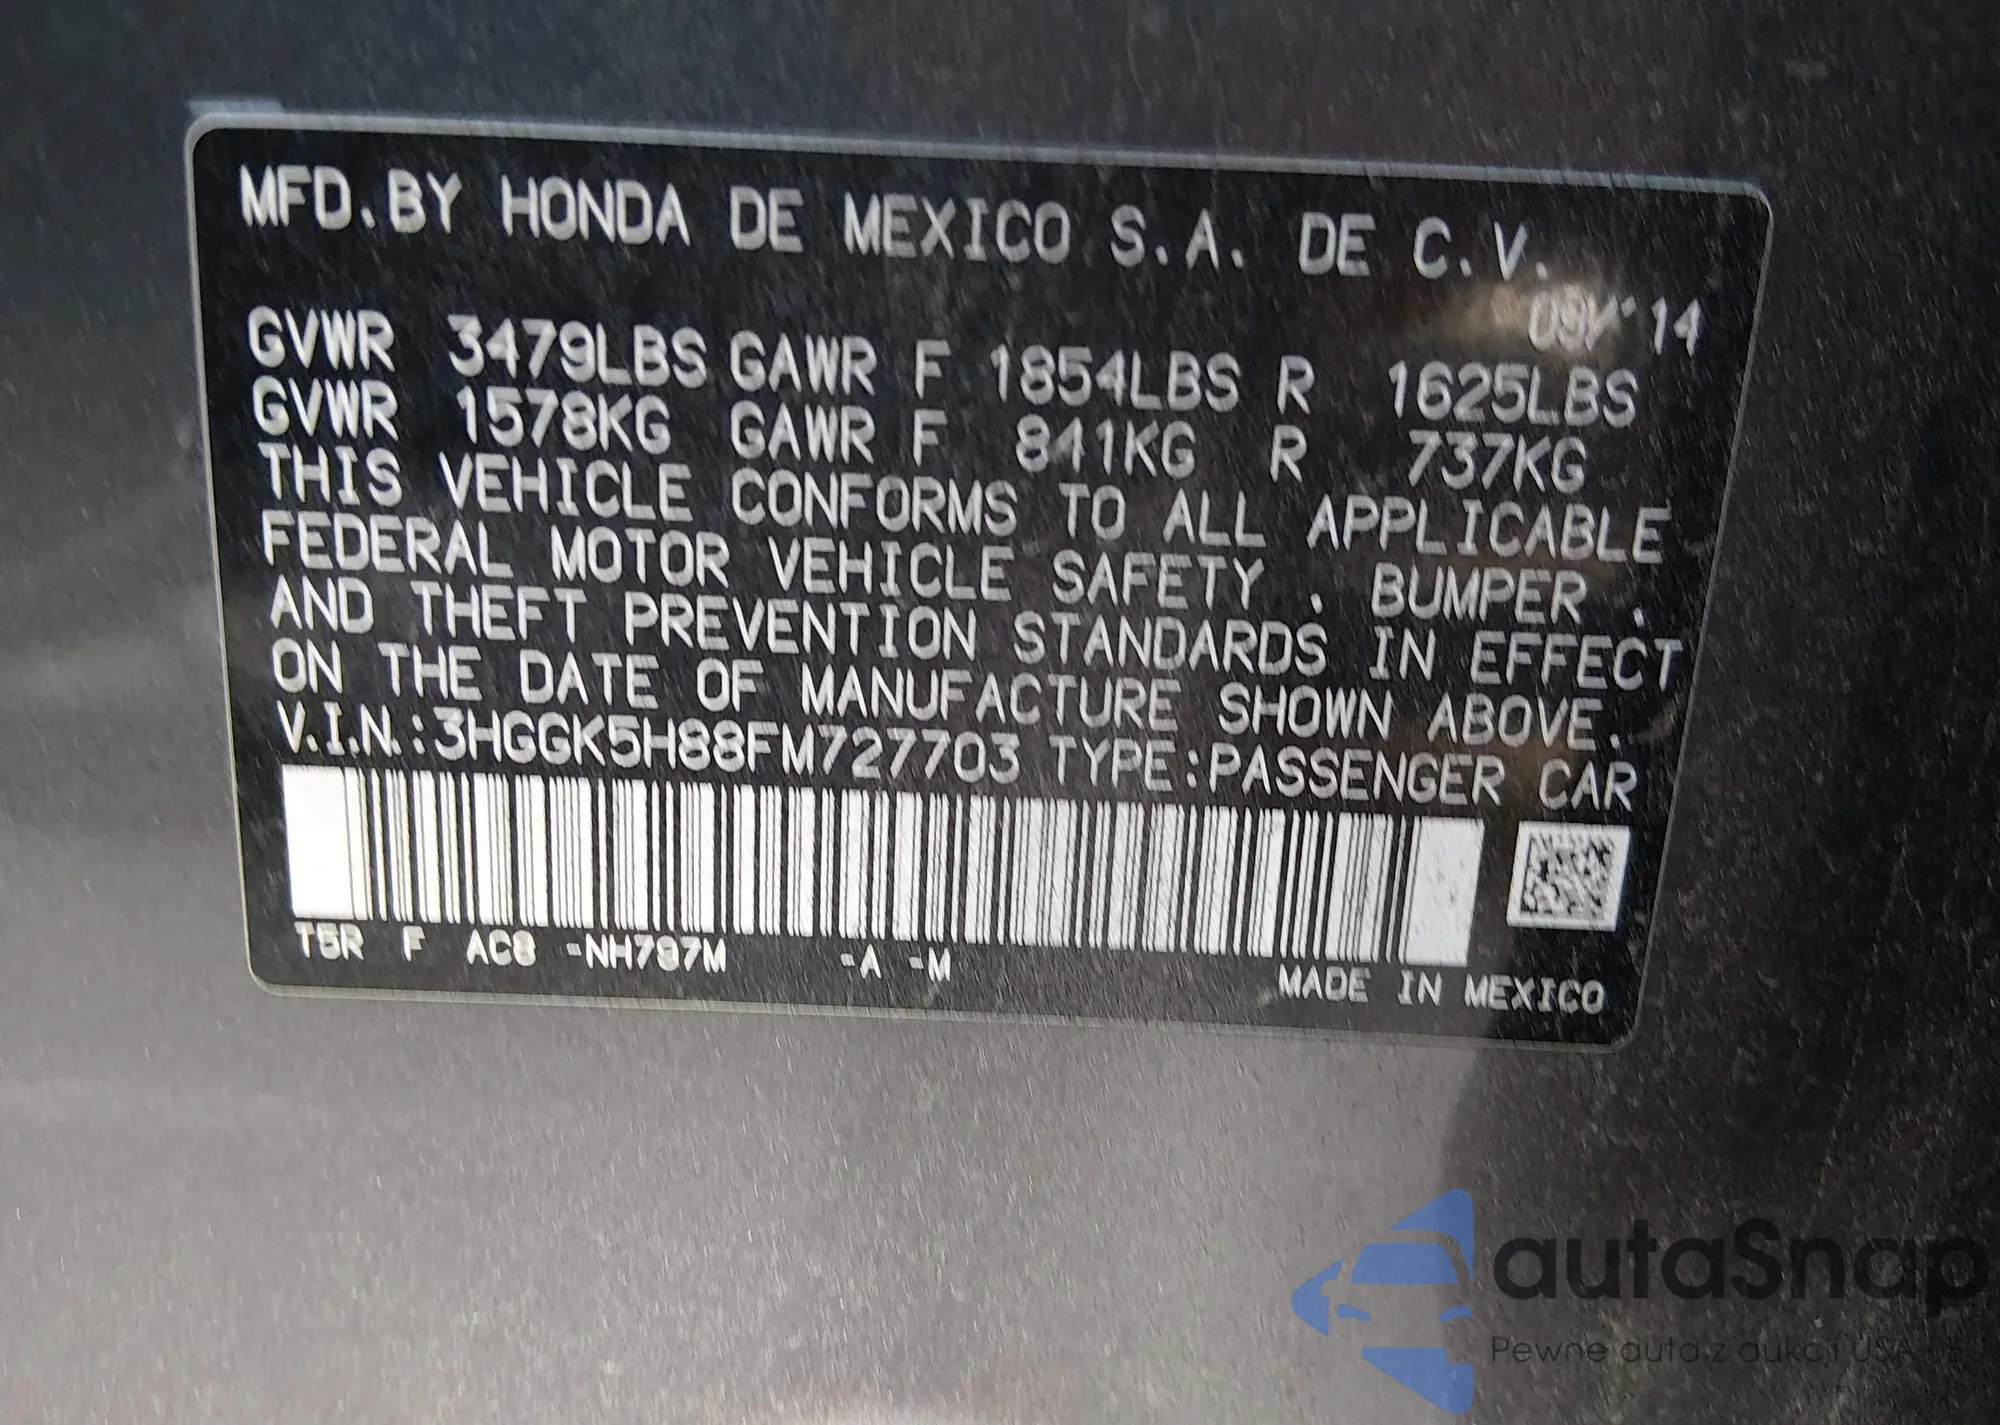 MFD.BY HONDA DE MEXICO S.A. DE C.V.
09/'14
GVWR 3479LBS GAWR F 1854LBS R 1625LBS
GVWR 1578KG GAWR F 841KG R 737KG
THIS VEHICLE CONFORMS TO ALL APPLICABLE
FEDERAL MOTOR VEHICLE SAFETY , BUMPER ,
AND THEFT PREVENTION STANDARDS IN EFFECT
ON THE DATE OF MANUFACTURE SHOWN ABOVE.
V.I.N.:3HGGK5H88FM727703 TYPE:PASSENGER CAR
T5R F AC8 -NH797M -A -M
MADE IN MEXICO
autaSnap
Pewne auta z aukcji USA - EU